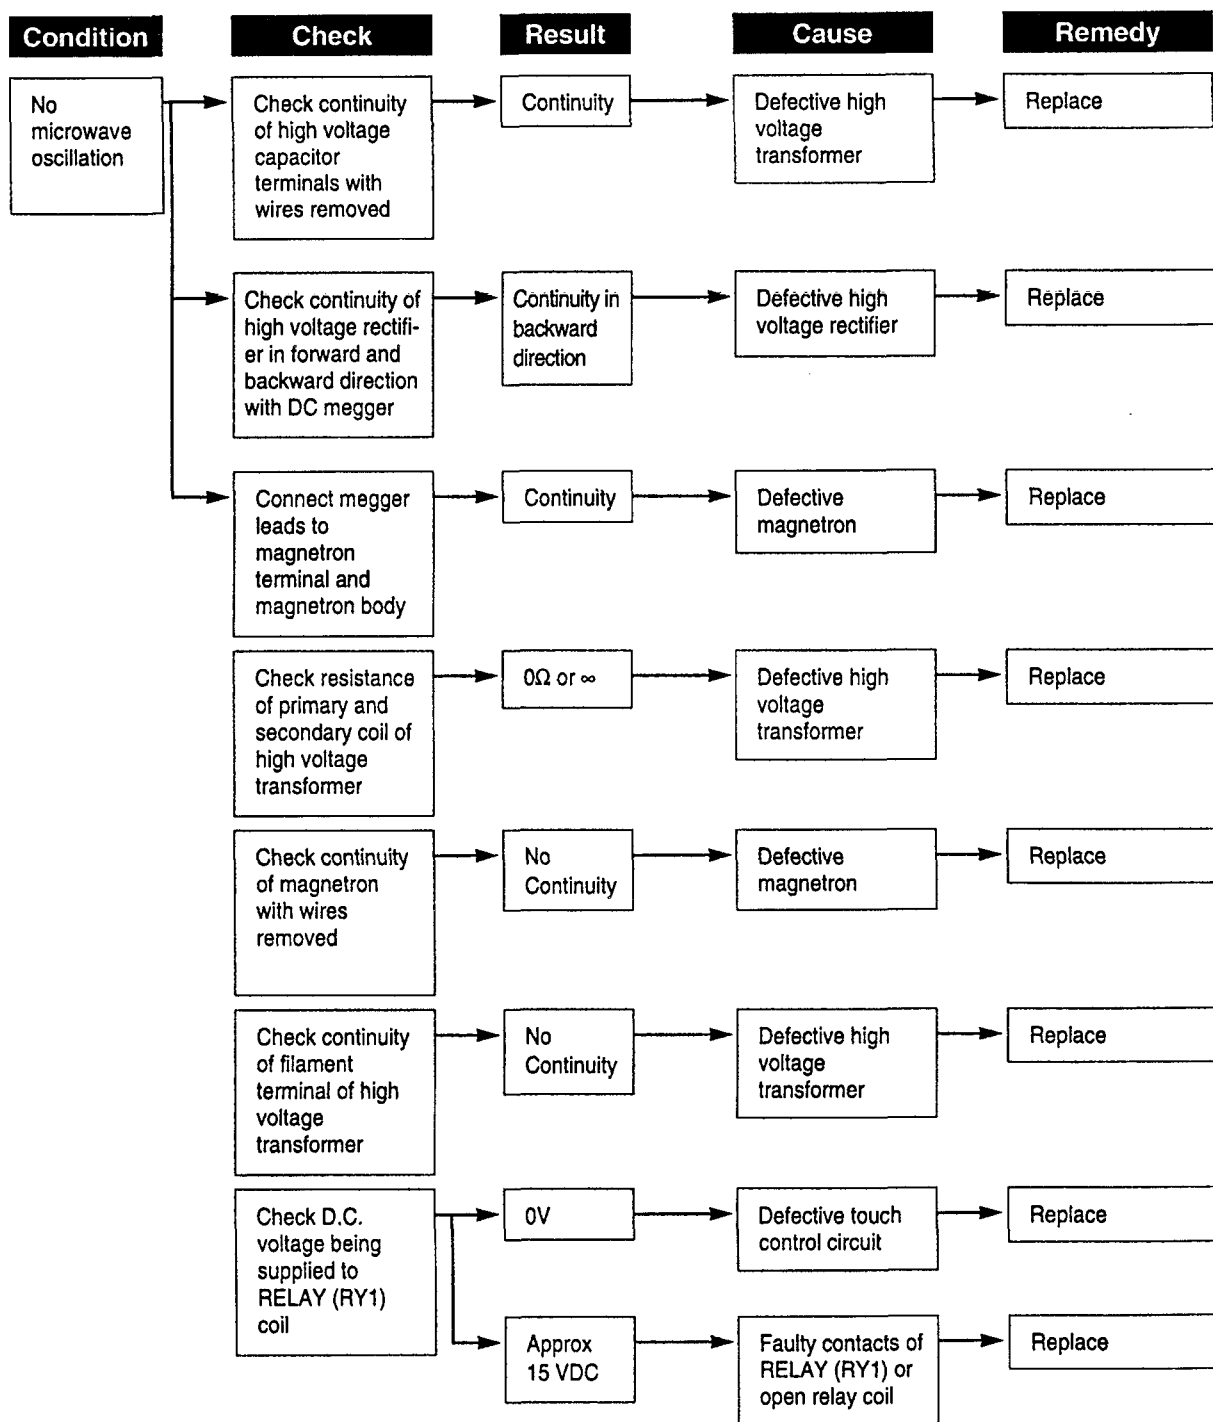 Condition
Check
Result
Cause
Remedy
No
microwave
oscillation
Check continuity
of high voltage
capacitor
terminals with
wires removed
Continuity
Defective high
voltage
transformer
Replace
Check continuity of
high voltage rectifi-
er in forward and
backward direction
with DC megger
Continuity in
backward
direction
Defective high
voltage rectifier
Replace
Connect megger
leads to
magnetron
terminal and
magnetron body
Continuity
Defective
magnetron
Replace
Check resistance
of primary and
secondary coil of
high voltage
transformer
0Ω or ∞
Defective high
voltage
transformer
Replace
Check continuity
of magnetron
with wires
removed
No
Continuity
Defective
magnetron
Replace
Check continuity
of filament
terminal of high
voltage
transformer
No
Continuity
Defective high
voltage
transformer
Replace
Check D.C.
voltage being
supplied to
RELAY (RY1)
coil
0V
Defective touch
control circuit
Replace
Approx
15 VDC
Faulty contacts of
RELAY (RY1) or
open relay coil
Replace